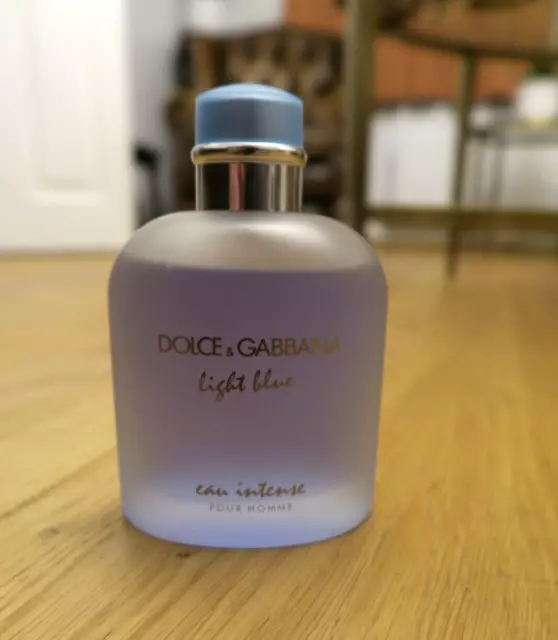 DOLCE & GABBANA
light blue
eau intense
POUR HOMME